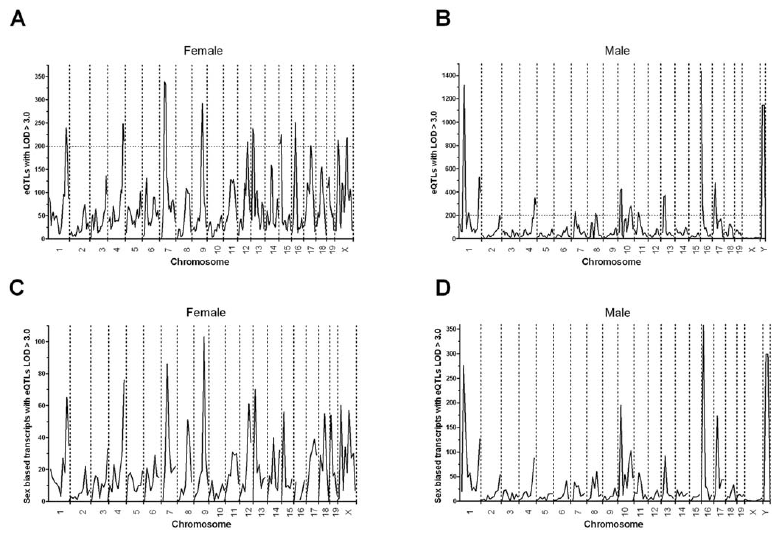 A
Female
eQTLs with LOD > 3.0
350
300
250
200
150
100
50
0
1 2 3 4 5 6 7 8 9 10 11 12 13 14 15 16 17 18 19 X
Chromosome
B
Male
eQTLs with LOD > 3.0
1400
1200
1000
800
600
400
200
0
1 2 3 4 5 6 7 8 9 10 11 12 13 14 15 16 17 18 19 X Y
Chromosome
C
Female
Sex biased transcripts with eQTLs LOD > 3.0
100
80
60
40
20
0
1 2 3 4 5 6 7 8 9 10 11 12 13 14 15 16 17 18 19 X
Chromosome
D
Male
Sex biased transcripts with eQTLs LOD > 3.0
350
300
250
200
150
100
50
0
1 2 3 4 5 6 7 8 9 10 11 12 13 14 15 16 17 18 19 X Y
Chromosome